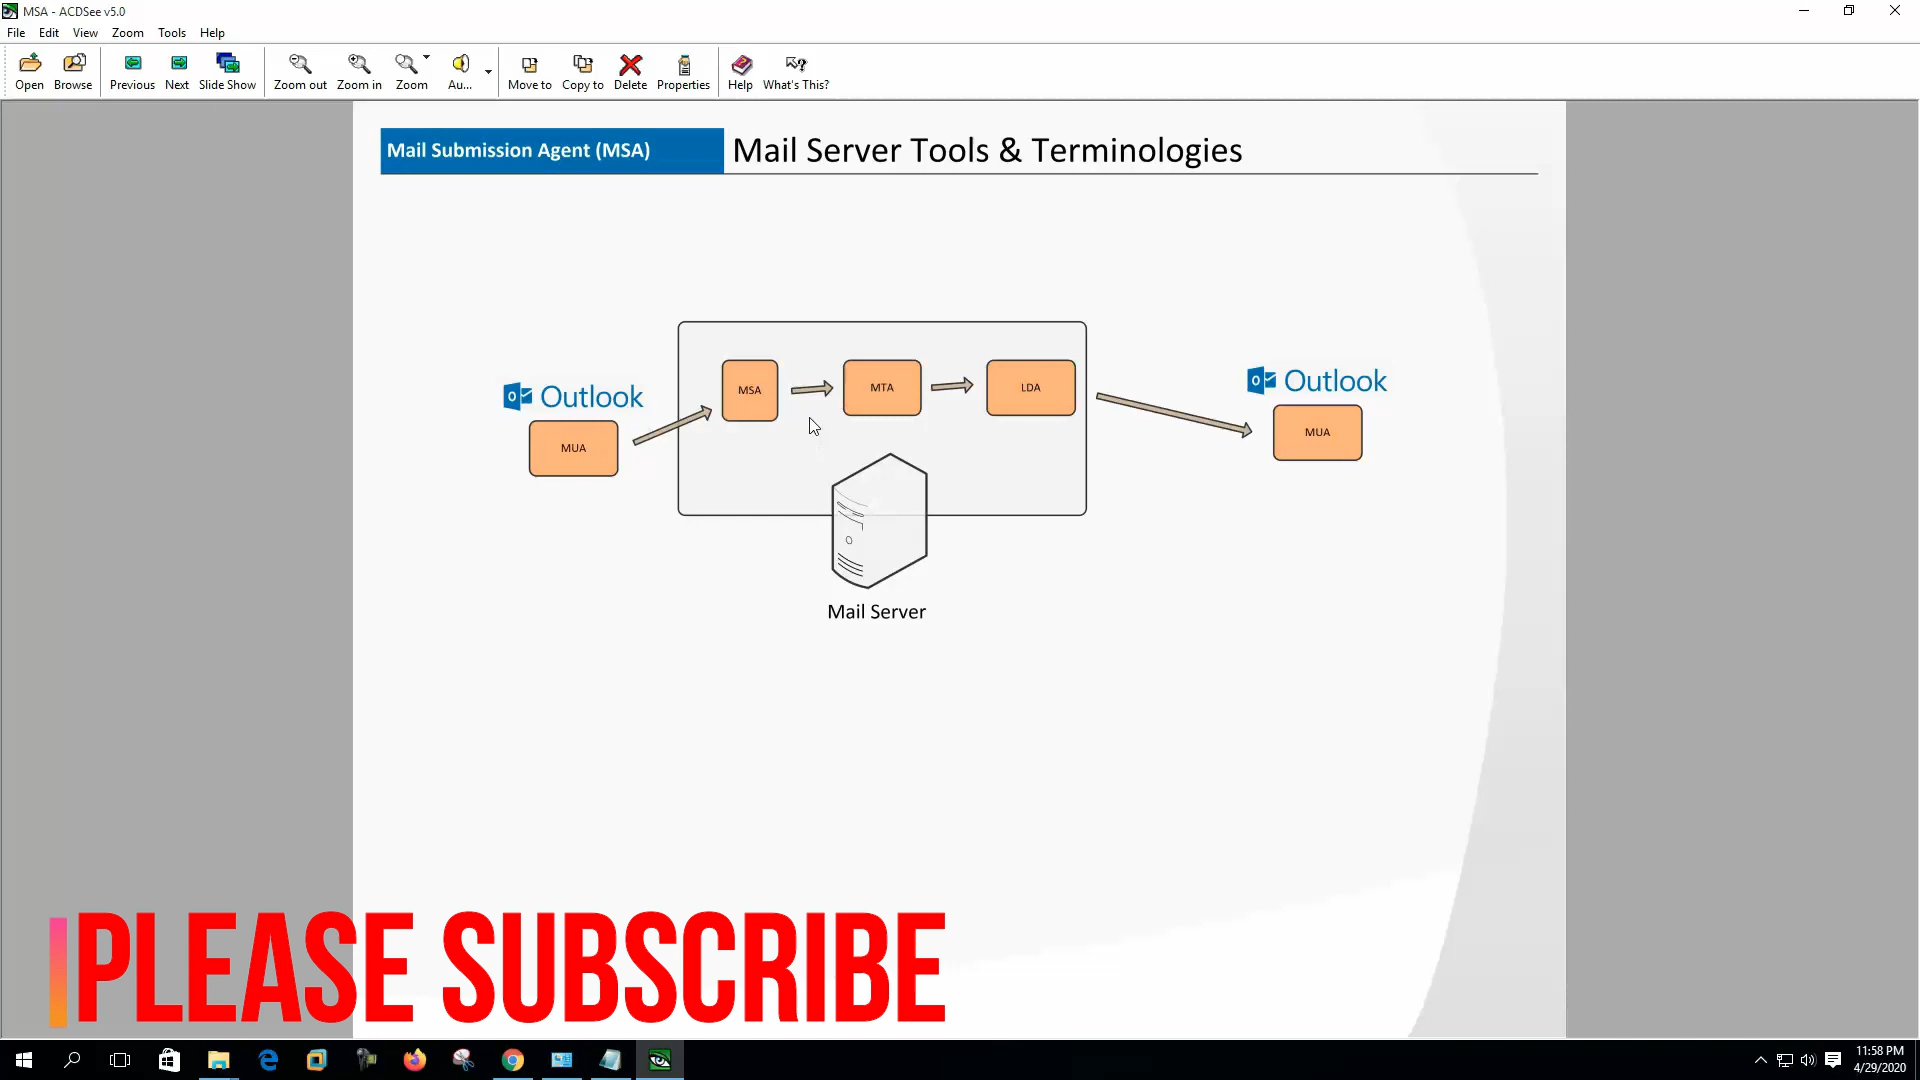 MSA - ACDSee v5.0
File Edit View Zoom Tools Help
Open Browse Previous Next Slide Show Zoom out Zoom in Zoom Au... Move to Copy to Delete Properties Help What's This?
Mail Submission Agent (MSA) Mail Server Tools & Terminologies
Outlook
MUA
MSA
MTA
LDA
Outlook
MUA
Mail Server
PLEASE SUBSCRIBE
11:58 PM
4/29/2020